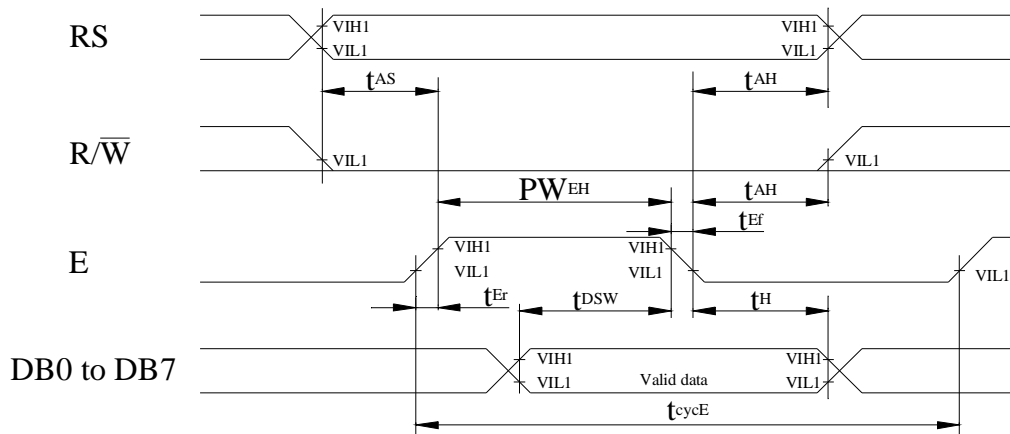 RS
VIH1 VIH1
VIL1 VIL1
tAS tAH
R/W̅
VIL1 VIL1
PWEH tAH
tEf
E
VIH1 VIH1
VIL1 VIL1 VIL1
tEr tDSW tH
DB0 to DB7
VIH1 VIH1
VIL1 Valid data VIL1
tcycE